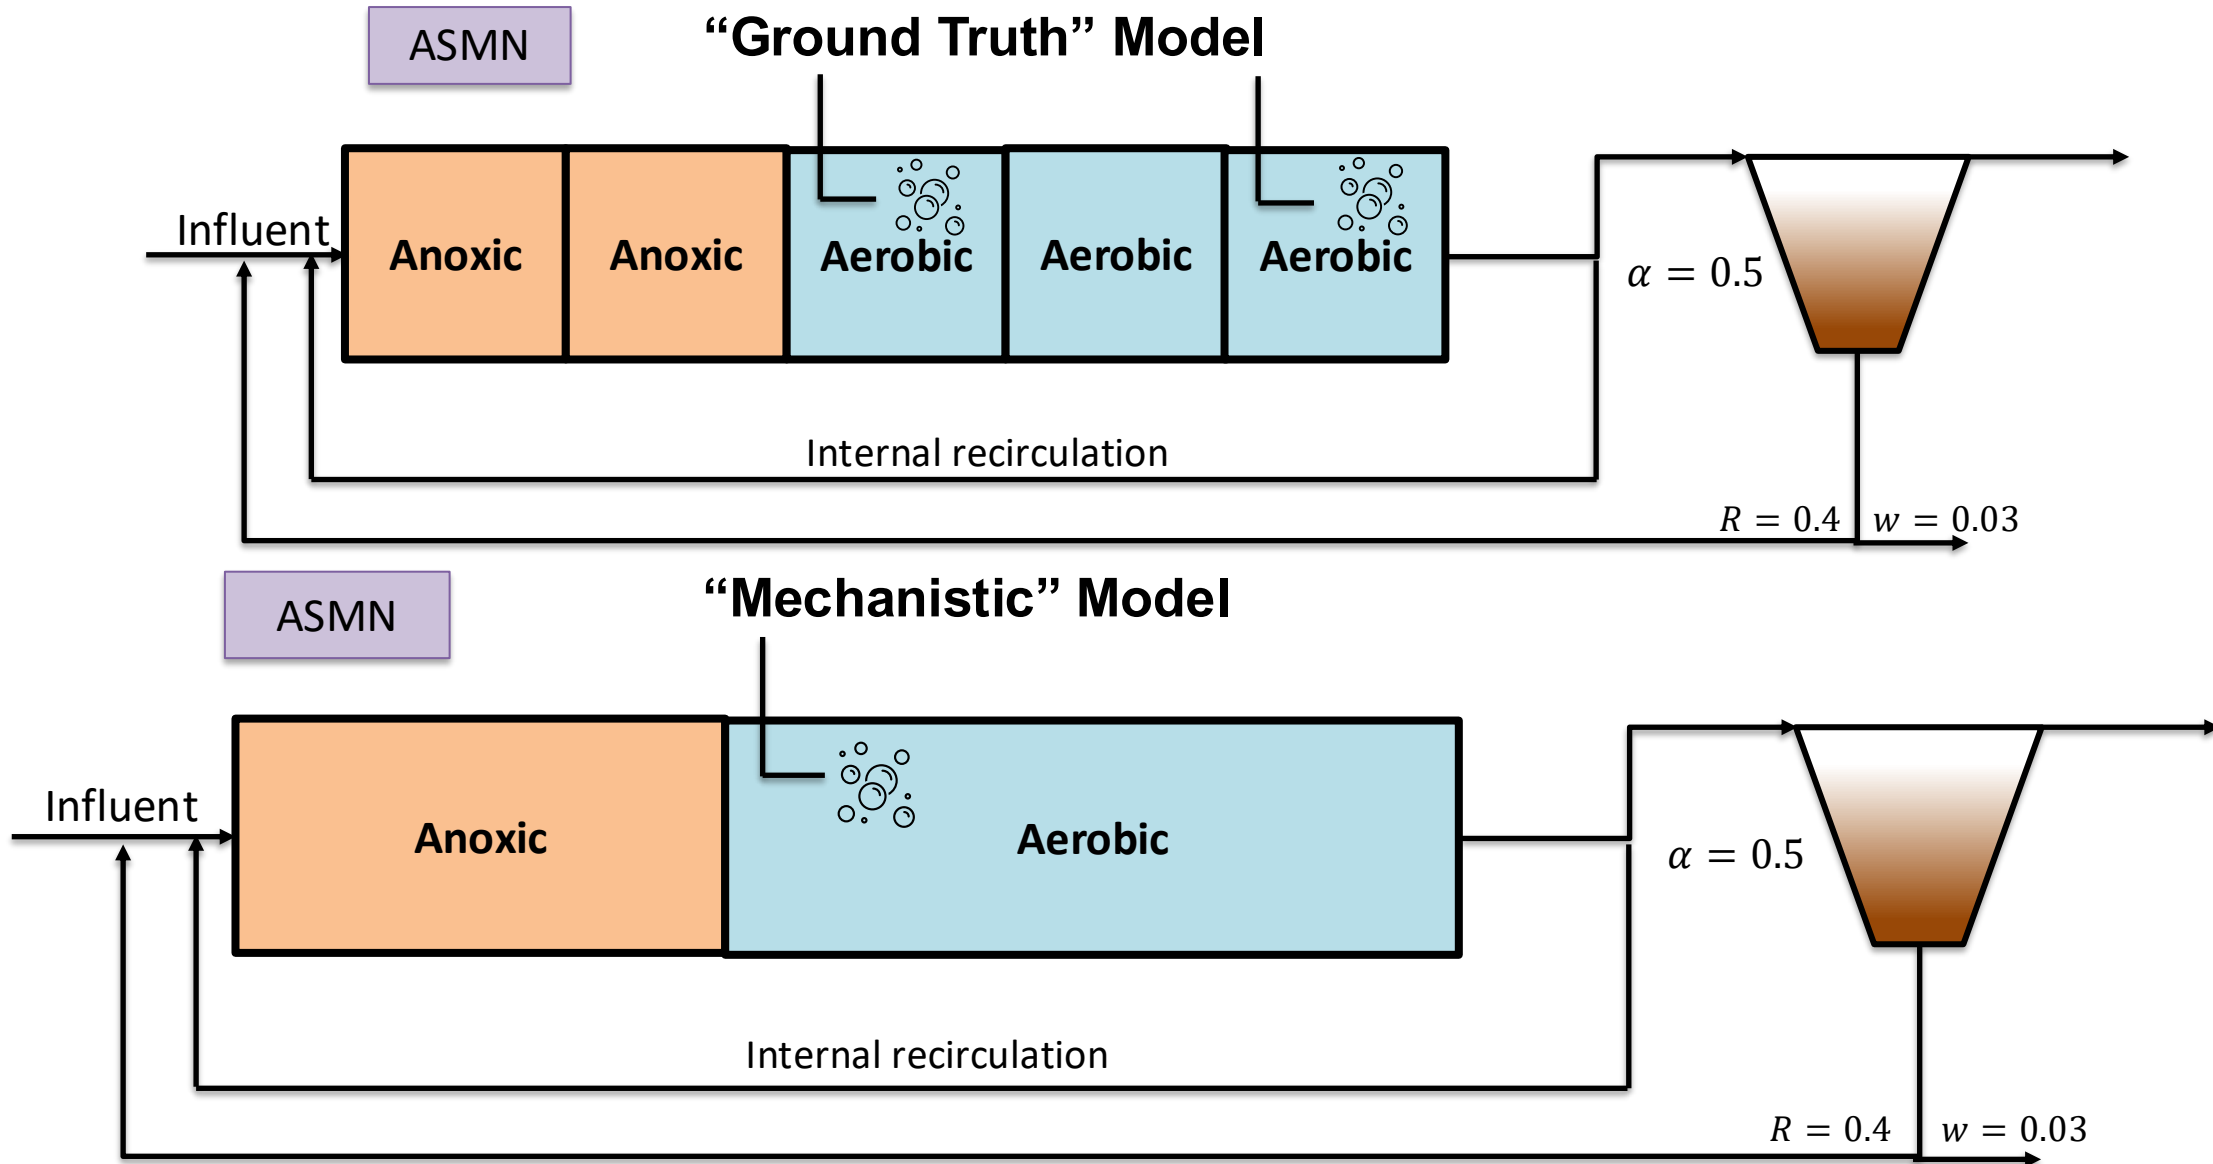 ASMN
“Ground Truth” Model
Influent
Anoxic
Anoxic
Aerobic
Aerobic
Aerobic
α = 0.5
Internal recirculation
R = 0.4
w = 0.03
ASMN
“Mechanistic” Model
Influent
Anoxic
Aerobic
α = 0.5
Internal recirculation
R = 0.4
w = 0.03